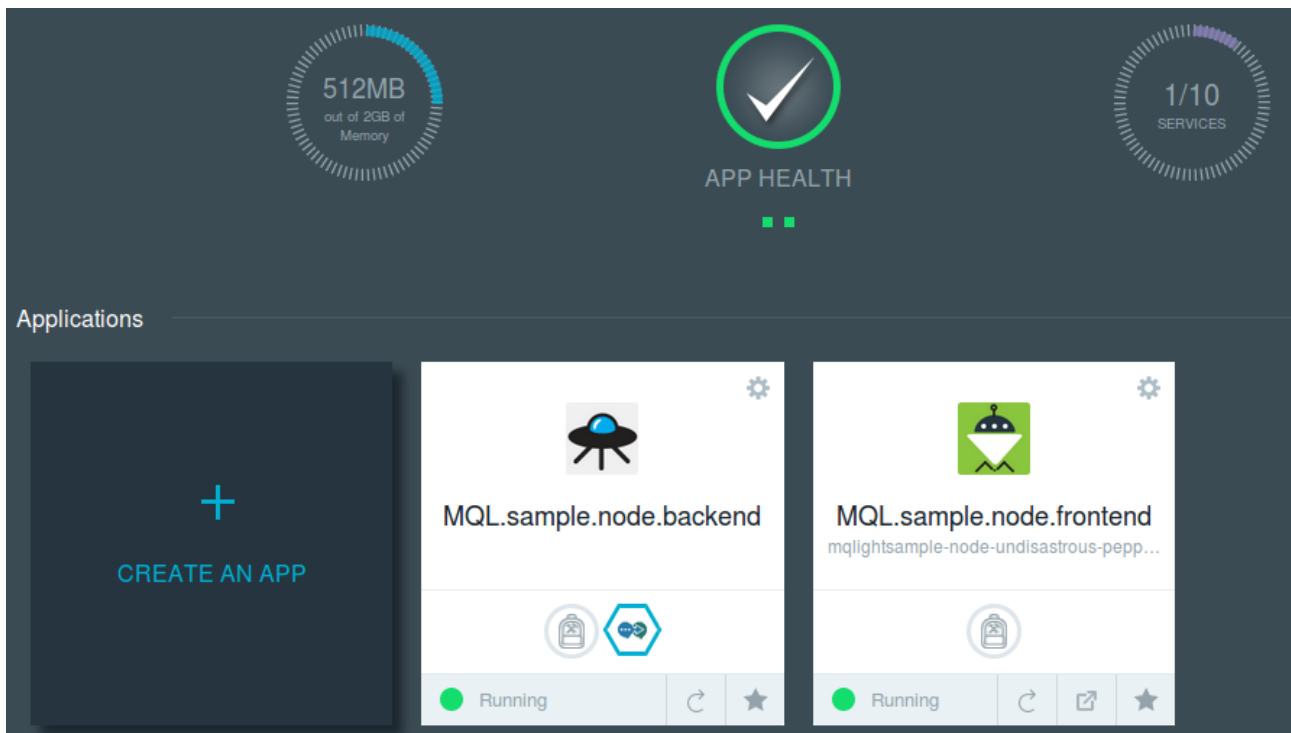 512MB
out of 2GB of
Memory
APP HEALTH
1/10
SERVICES
Applications
+
CREATE AN APP
MQL.sample.node.backend
Running
MQL.sample.node.frontend
mqlightsample-node-undisastrous-pepp...
Running